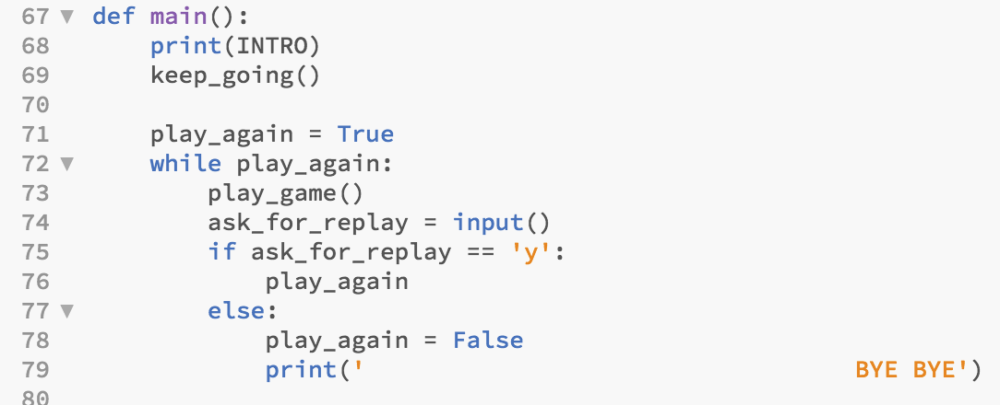 67 ▼ def main():
68     print(INTRO)
69     keep_going()
70
71     play_again = True
72 ▼     while play_again:
73         play_game()
74         ask_for_replay = input()
75         if ask_for_replay == 'y':
76             play_again
77 ▼         else:
78             play_again = False
79             print('                                  BYE BYE')
80